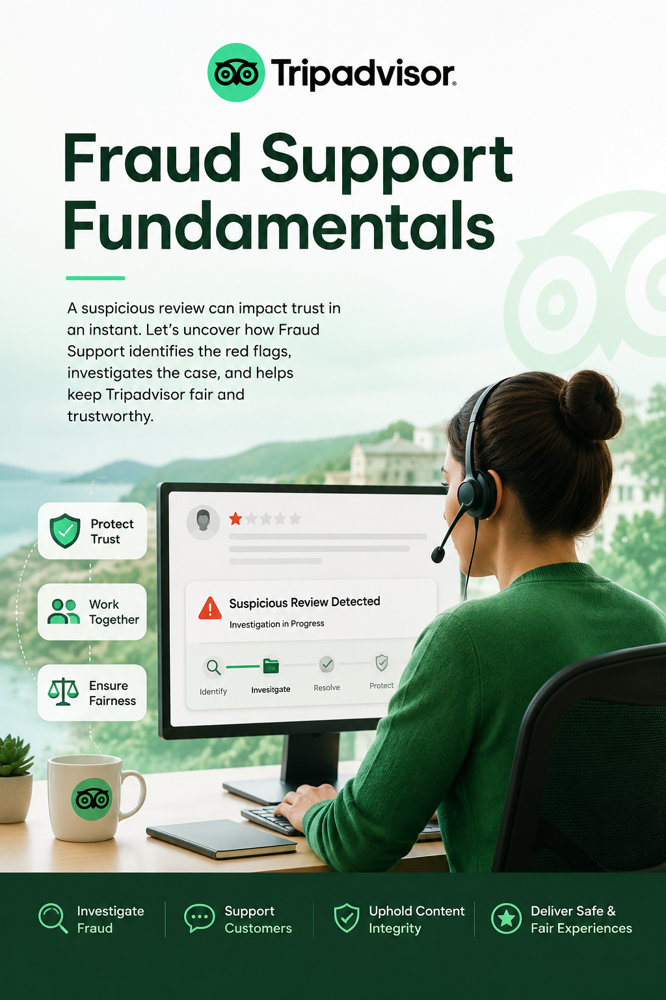 Tripadvisor®
Fraud Support
Fundamentals
A suspicious review can impact trust in
an instant. Let's uncover how Fraud
Support identifies the red flags,
investigates the case, and helps
keep Tripadvisor fair and
trustworthy.
Protect
Trust
Work
Together
Ensure
Fairness
Suspicious Review Detected
Investigation in Progress
Identify
Invesitgate
Resolve
Protect
Investigate
Fraud
Support
Customers
Uphold Content
Integrity
Deliver Safe &
Fair Experiences